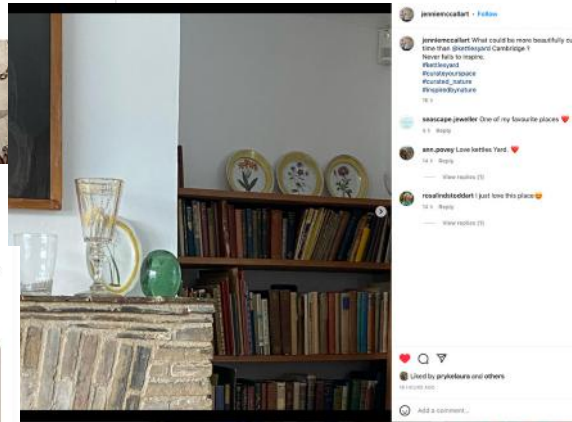 jenniemccallart • Follow
jenniemccallart What could be more beautifully cu
time than @kettlesyard Cambridge ?
Never fails to inspire.
#kettlesyard
#curateyourspace
#curated_nature
#inspiredbynature
seascape.jeweller One of my favourite places ❤️
Reply
ann.povey Love kettles Yard. ❤️
Reply
View replies (1)
rosalindstoddart I just love this place😍
Reply
View replies (1)
Liked by prykelaura and others
Add a comment...